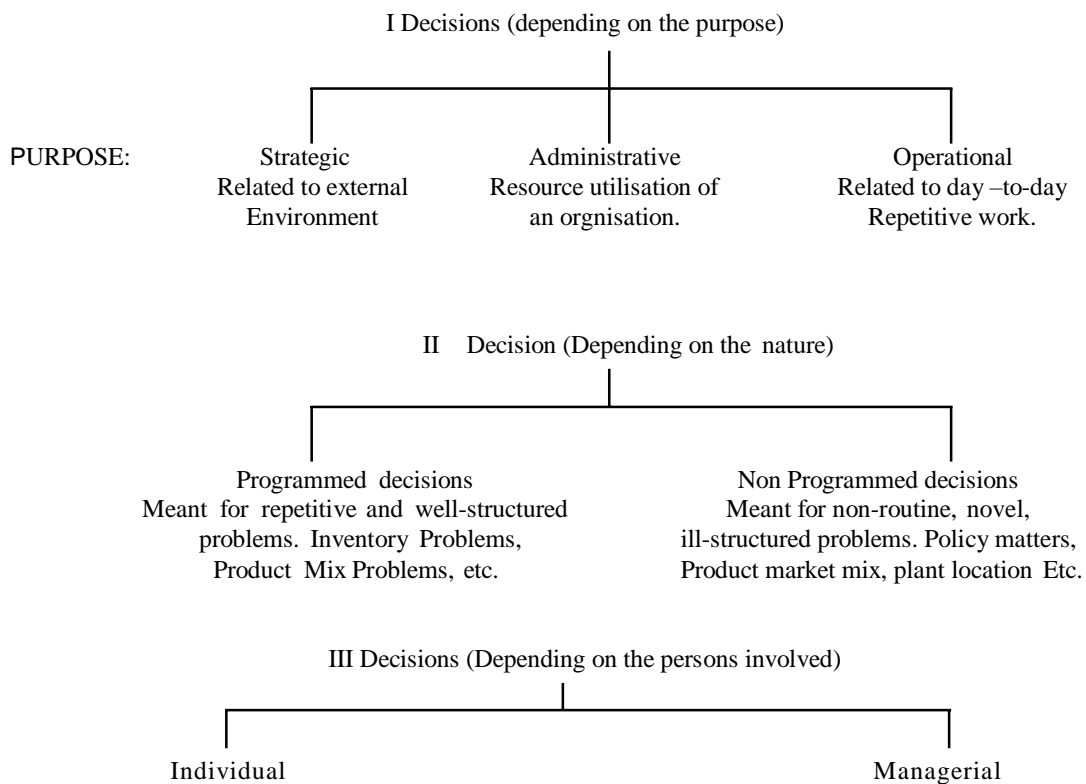 I Decisions (depending on the purpose)
PURPOSE: Strategic Administrative Operational
Related to external Resource utilisation of Related to day –to-day
Environment an orgnisation. Repetitive work.
II Decision (Depending on the nature)
Programmed decisions Non Programmed decisions
Meant for repetitive and well-structured Meant for non-routine, novel,
problems. Inventory Problems, ill-structured problems. Policy matters,
Product Mix Problems, etc. Product market mix, plant location Etc.
III Decisions (Depending on the persons involved)
Individual Managerial